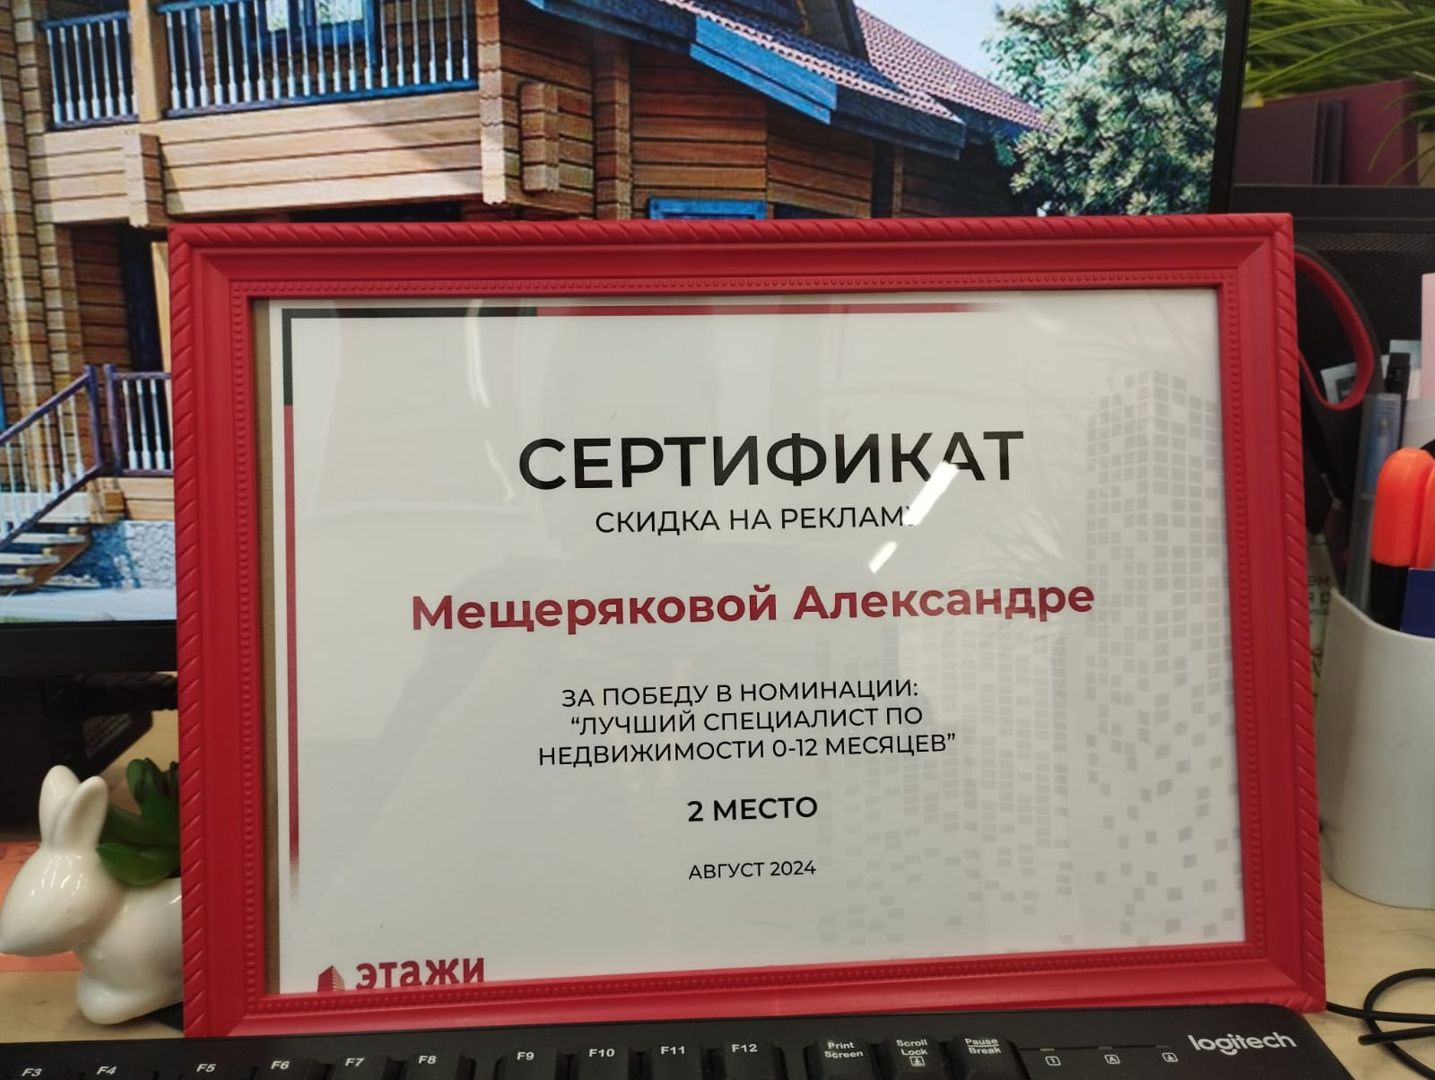 СЕРТИФИКАТ
СКИДКА НА РЕКЛАМУ
Мещеряковой Александре
ЗА ПОБЕДУ В НОМИНАЦИИ:
“ЛУЧШИЙ СПЕЦИАЛИСТ ПО
НЕДВИЖИМОСТИ 0-12 МЕСЯЦЕВ”
2 МЕСТО
АВГУСТ 2024
этажи
F3 F4 F5 F6 F7 F8 F9 F10 F11 F12 Print Screen Scroll Lock Pause Break
logitech